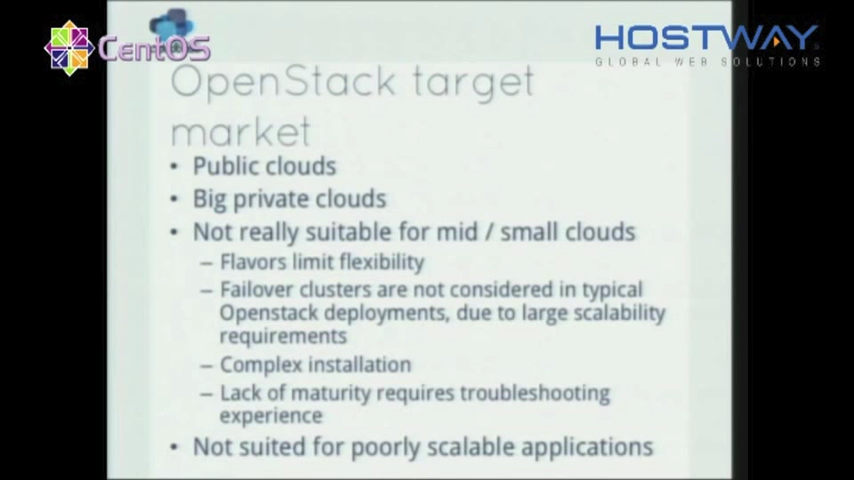 CentOS
HOSTWAY
GLOBAL WEB SOLUTIONS
OpenStack target
market
• Public clouds
• Big private clouds
• Not really suitable for mid / small clouds
– Flavors limit flexibility
– Failover clusters are not considered in typical
Openstack deployments, due to large scalability
requirements
– Complex installation
– Lack of maturity requires troubleshooting
experience
• Not suited for poorly scalable applications